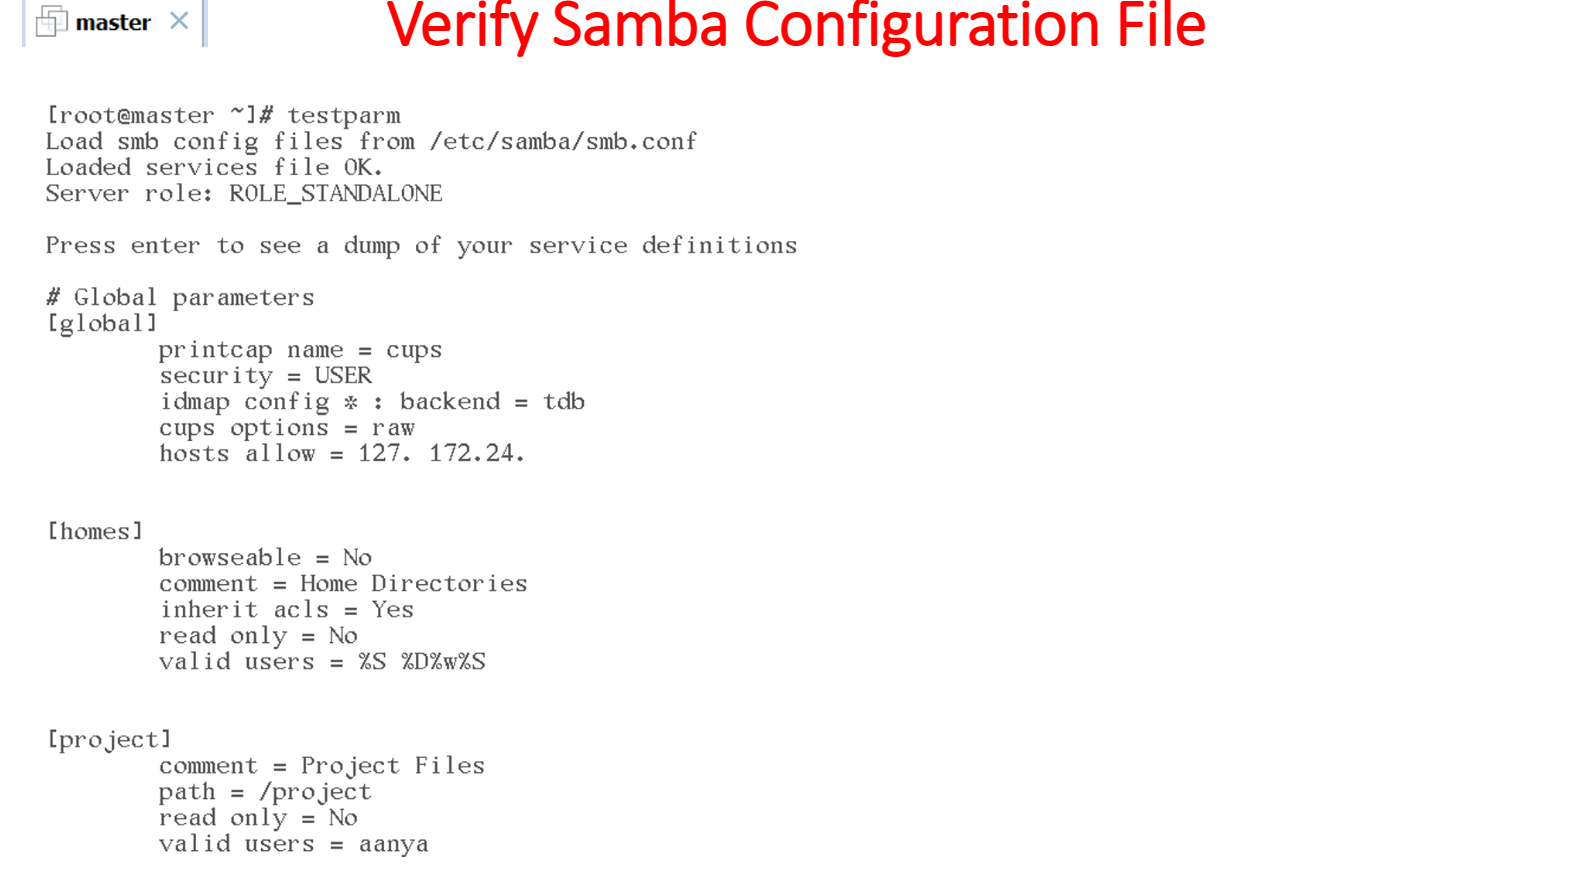 master
Verify Samba Configuration File
[root@master ~]# testparm
Load smb config files from /etc/samba/smb.conf
Loaded services file OK.
Server role: ROLE_STANDALONE
Press enter to see a dump of your service definitions
# Global parameters
[global]
printcap name = cups
security = USER
idmap config * : backend = tdb
cups options = raw
hosts allow = 127. 172.24.
[homes]
browseable = No
comment = Home Directories
inherit acls = Yes
read only = No
valid users = %S %D%w%S
[project]
comment = Project Files
path = /project
read only = No
valid users = aanya